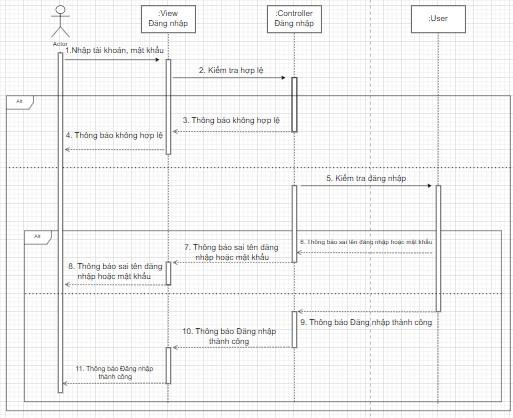 :View
Đăng nhập
:Controller
Đăng nhập
:User
Actor
1.Nhập tài khoản, mật khẩu
2. Kiểm tra hợp lệ
Alt
3. Thông báo không hợp lệ
4. Thông báo không hợp lệ
5. Kiểm tra đăng nhập
Alt
6. Thông báo sai tên đăng nhập hoặc mật khẩu
7. Thông báo sai tên đăng
nhập hoặc mật khẩu
8. Thông báo sai tên đăng
nhập hoặc mật khẩu
9. Thông báo Đăng nhập thành công
10. Thông báo Đăng nhập
thành công
11. Thông báo Đăng nhập
thành công